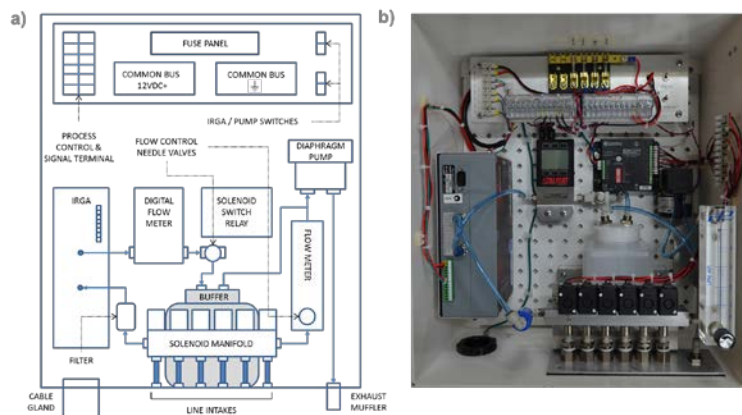 a)
FUSE PANEL
COMMON BUS
12VDC+
COMMON BUS
IRGA / PUMP SWITCHES
PROCESS
CONTROL &
SIGNAL TERMINAL
FLOW CONTROL
NEEDLE VALVES
DIAPHRAGM
PUMP
IRGA
DIGITAL
FLOW
METER
SOLENOID
SWITCH
RELAY
FLOW METER
BUFFER
SOLENOID MANIFOLD
FILTER
CABLE
GLAND
LINE INTAKES
EXHAUST
MUFFLER
b)